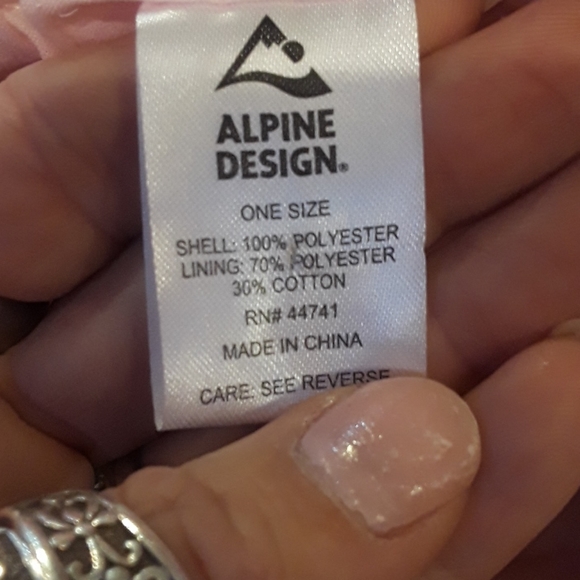 ALPINE
DESIGN®
ONE SIZE
SHELL: 100% POLYESTER
LINING: 70% POLYESTER
30% COTTON
RN# 44741
MADE IN CHINA
CARE: SEE REVERSE